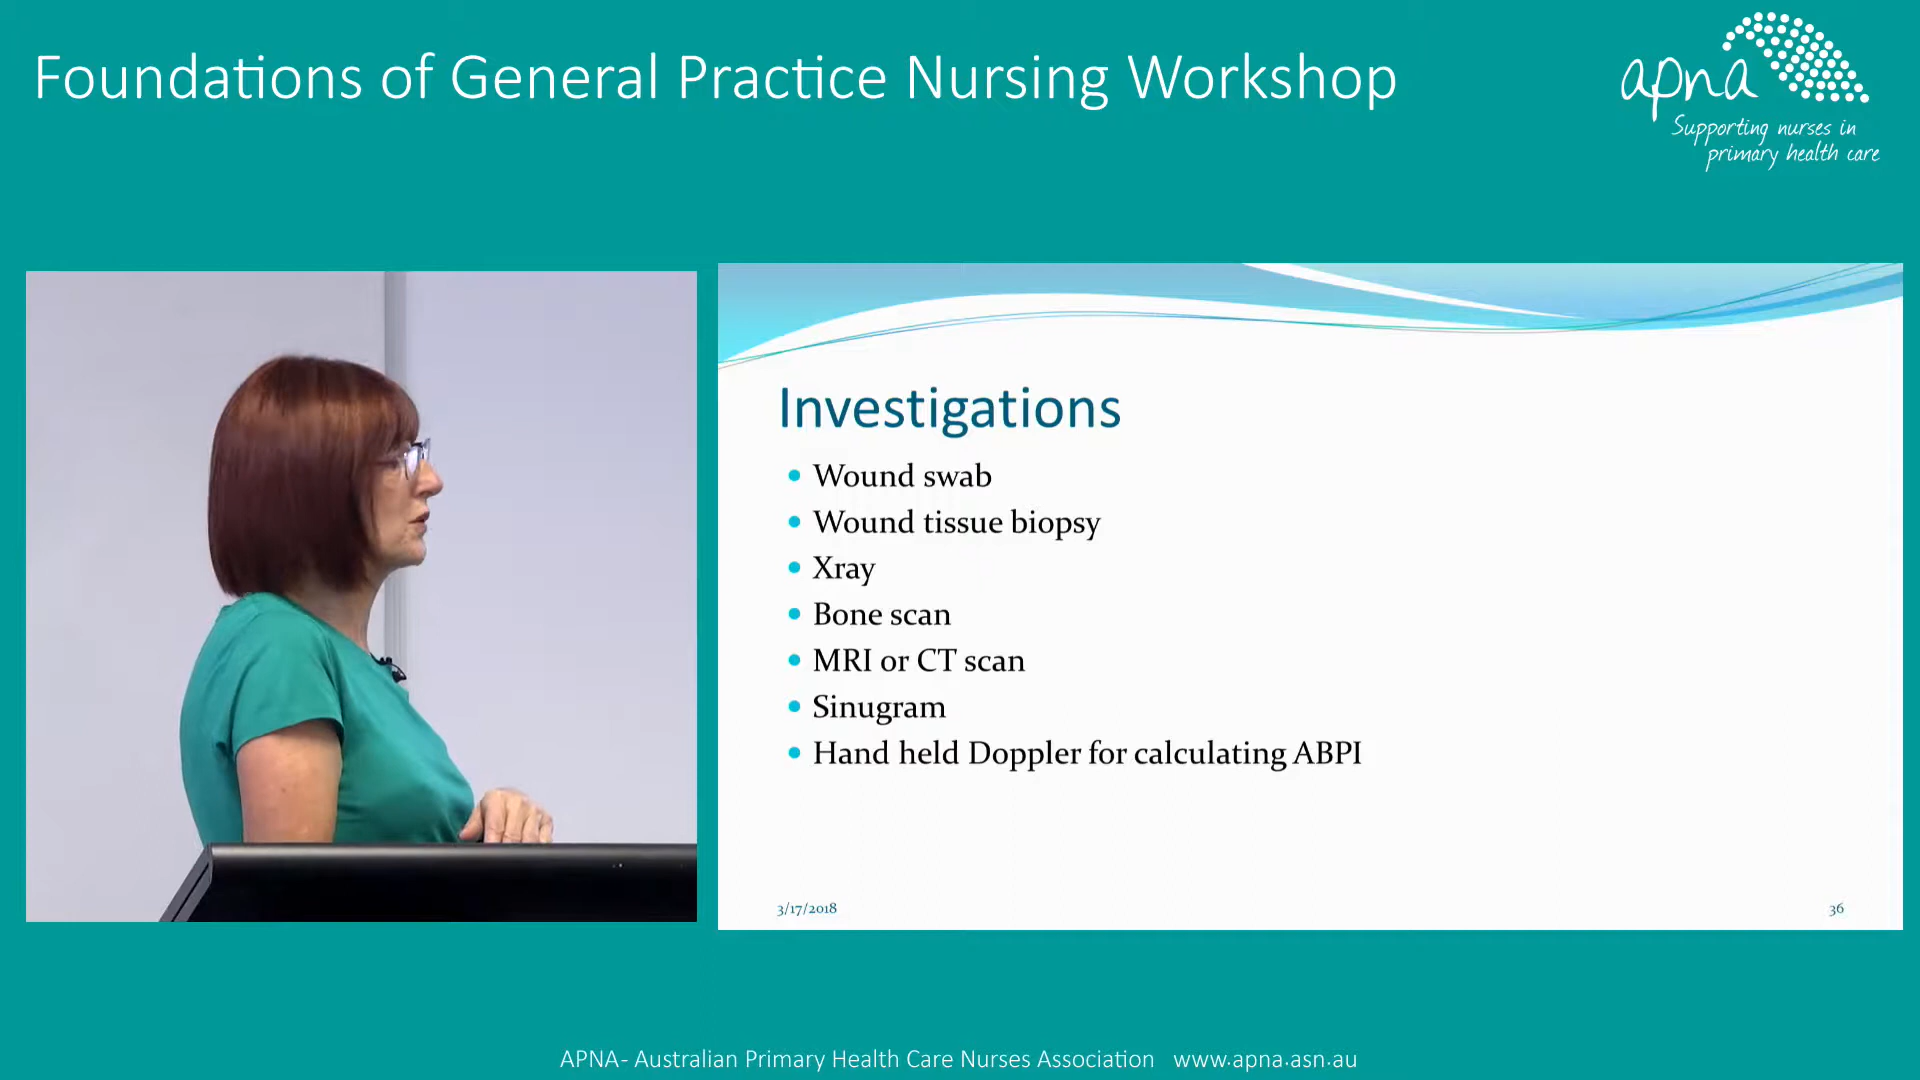 Foundations of General Practice Nursing Workshop
apna
Supporting nurses in
primary health care
Investigations
Wound swab
Wound tissue biopsy
Xray
Bone scan
MRI or CT scan
Sinugram
Hand held Doppler for calculating ABPI
3/17/2018
36
APNA- Australian Primary Health Care Nurses Association www.apna.asn.au